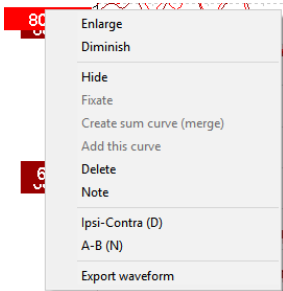 80
Enlarge
Diminish
Hide
Fixate
Create sum curve (merge)
Add this curve
Delete
Note
Ipsi-Contra (D)
A-B (N)
Export waveform